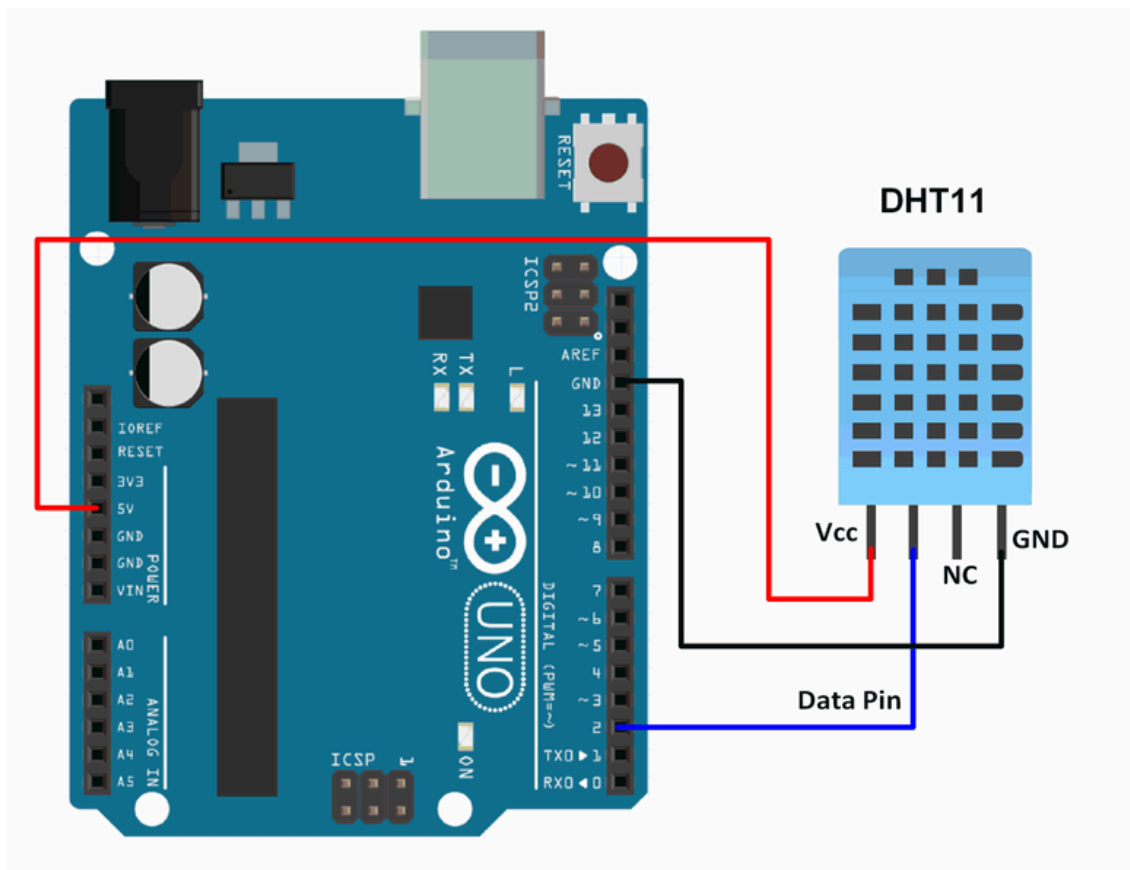 DHT11
RESET
ICSP2
AREF
GND
13
12
~11
~10
~9
8
RX
TX
L
IOREF
RESET
3V3
5V
GND
GND
VIN
POWER
Arduino™
UNO
Vcc
NC
GND
7
~6
~5
4
~3
2
TX0▶1
RX0◀0
DIGITAL (PWM=~)
A0
A1
A2
A3
A4
A5
ANALOG IN
Data Pin
ICSP
1
ON